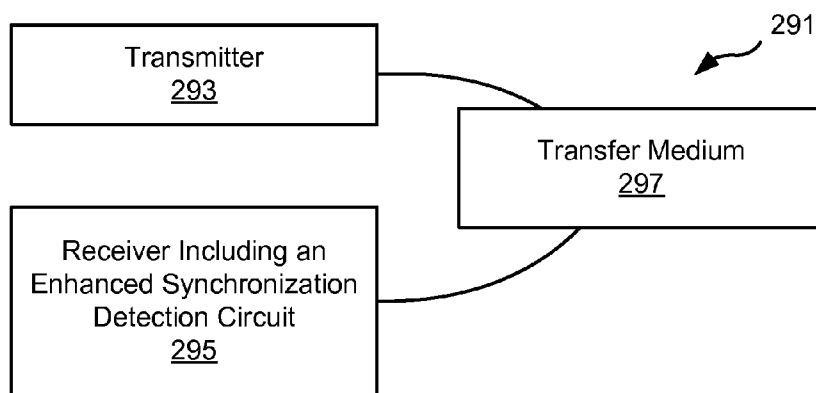 291
Transmitter
293
Transfer Medium
297
Receiver Including an
Enhanced Synchronization
Detection Circuit
295